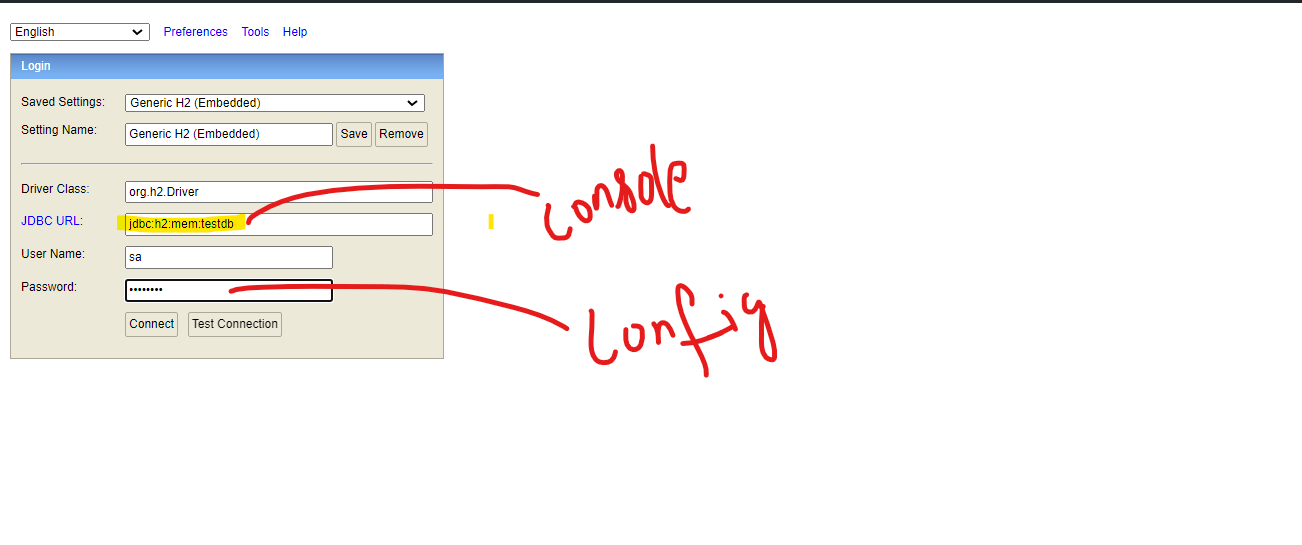 English Preferences Tools Help
Login
Saved Settings: Generic H2 (Embedded)
Setting Name: Generic H2 (Embedded) Save Remove
Driver Class: org.h2.Driver
JDBC URL: jdbc:h2:mem:testdb
console
User Name: sa
Password: ••••••••
Config
Connect Test Connection